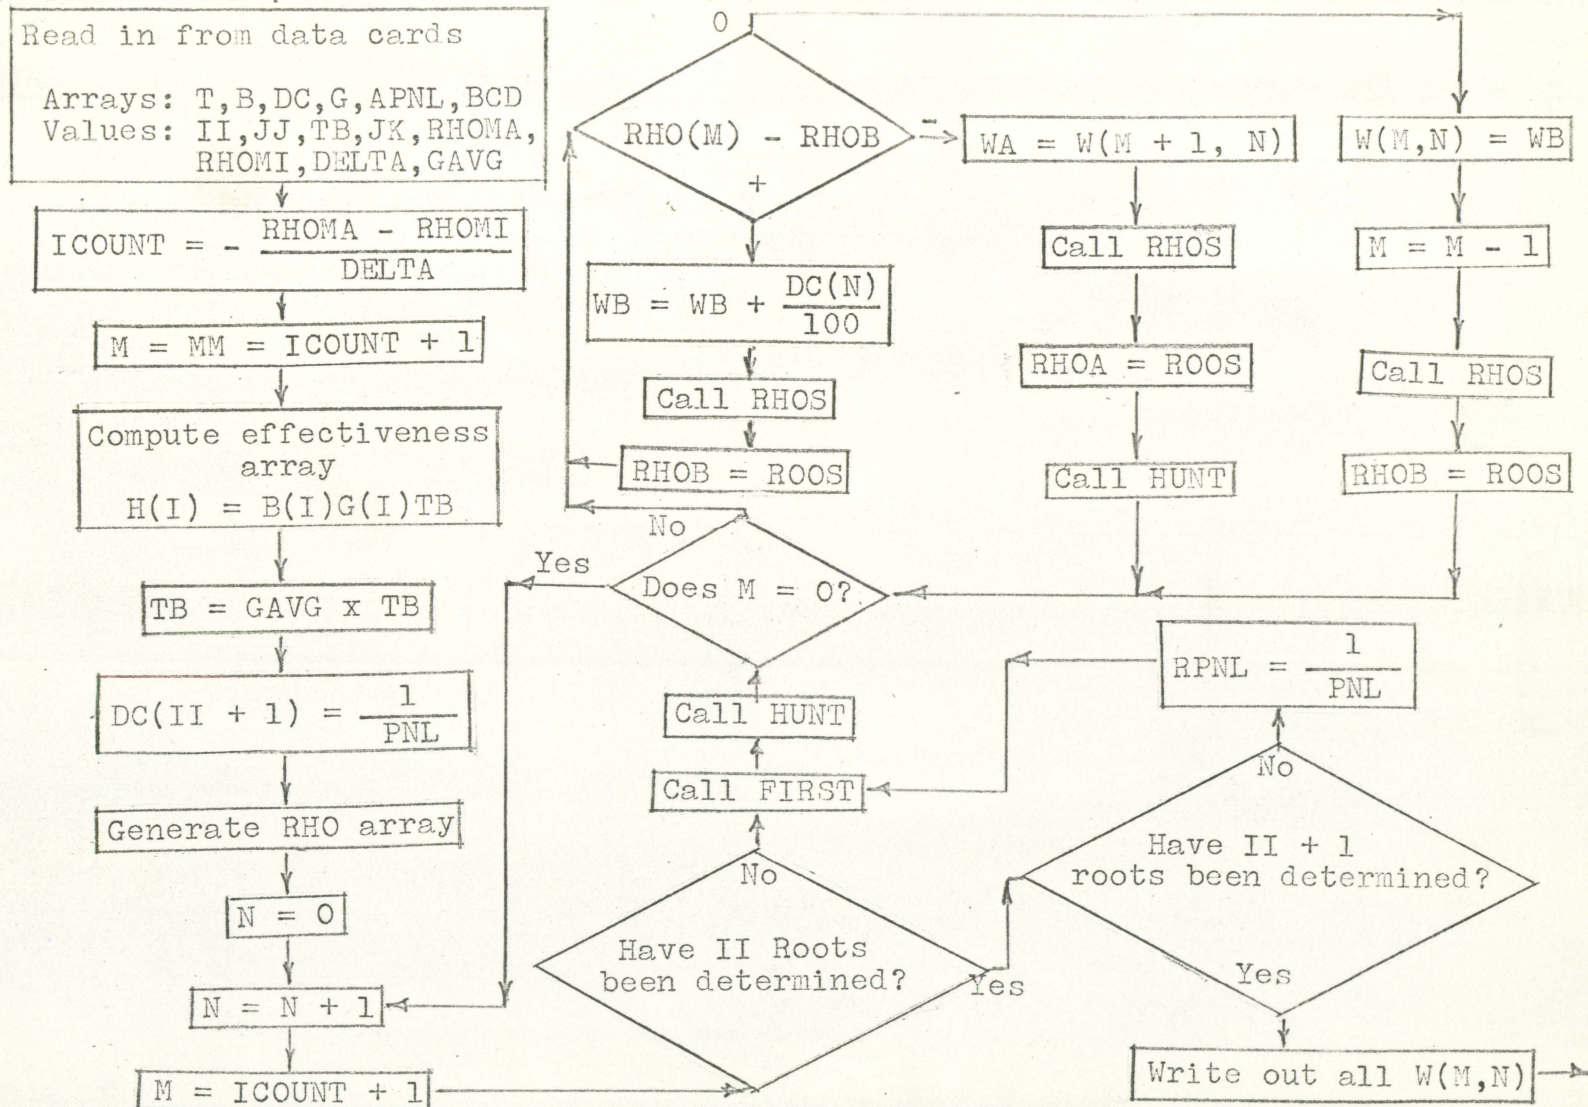 Read in from data cards
Arrays: T,B,DC,G,APNL,BCD
Values: II,JJ,TB,JK,RHOMA,
RHOMI,DELTA,GAVG
ICOUNT = - RHOMA - RHOMI
DELTA
M = MM = ICOUNT + 1
Compute effectiveness
array
H(I) = B(I)G(I)TB
TB = GAVG x TB
DC(II + 1) = 1
PNL
Generate RHO array
N = 0
N = N + 1
M = ICOUNT + 1
0
RHO(M) - RHOB
-
+
WB = WB + DC(N)
100
Call RHOS
RHOB = ROOS
No
Yes
Does M = 0?
Call HUNT
Call FIRST
No
Have II Roots
been determined?
Yes
WA = W(M + 1, N)
Call RHOS
RHOA = ROOS
Call HUNT
W(M,N) = WB
M = M - 1
Call RHOS
RHOB = ROOS
RPNL = 1
PNL
No
Have II + 1
roots been determined?
Yes
Write out all W(M,N)